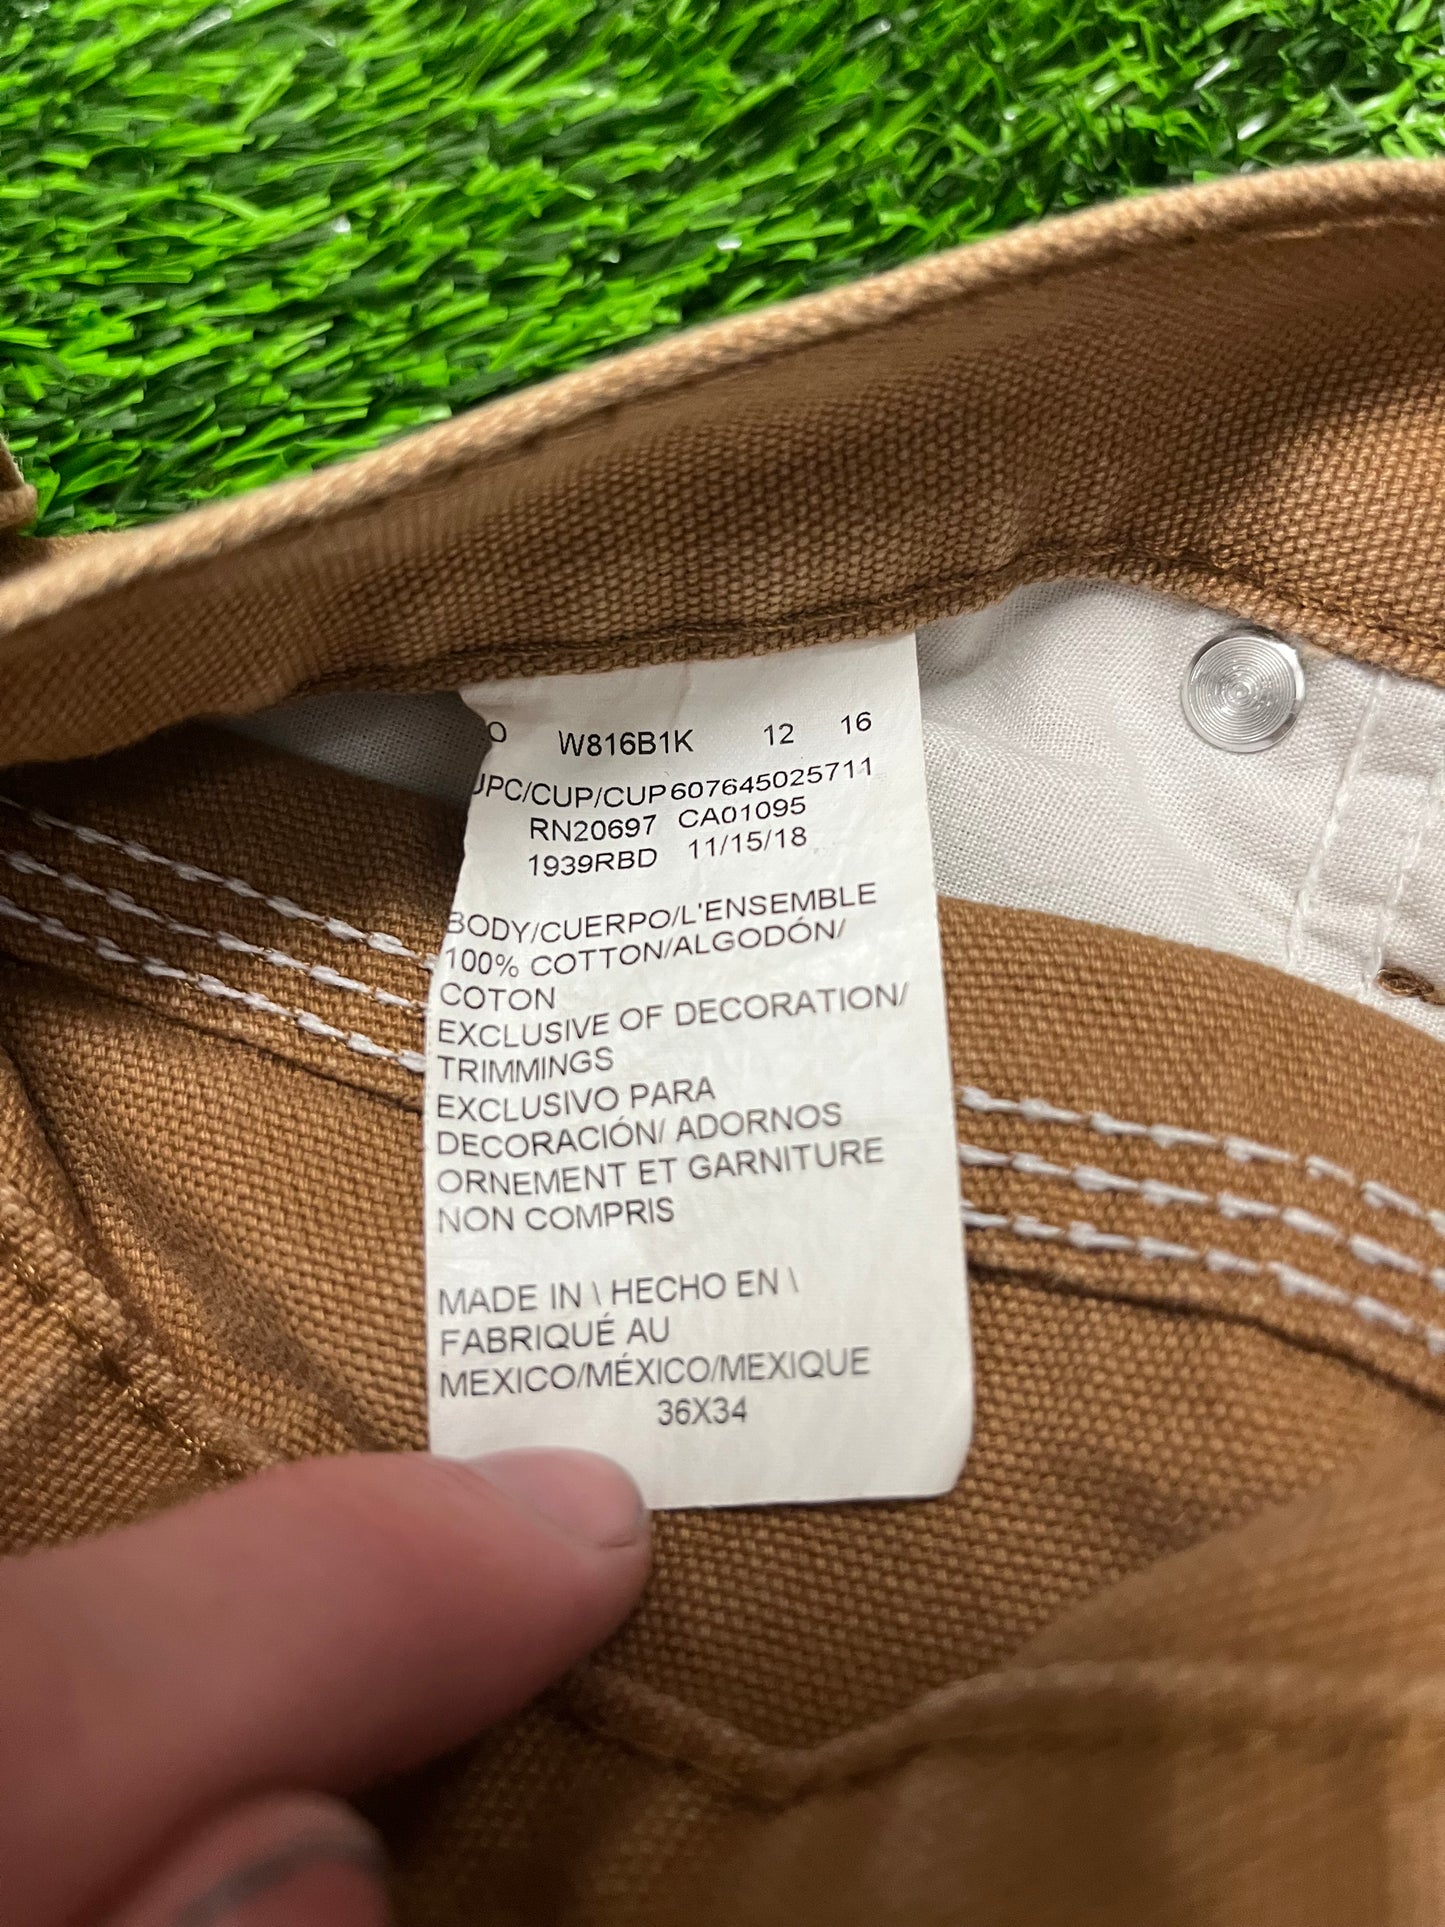 O W816B1K 12 16
UPC/CUP/CUP607645025711
RN20697 CA01095
1939RBD 11/15/18
BODY/CUERPO/L'ENSEMBLE
100% COTTON/ALGODÓN/
COTON
EXCLUSIVE OF DECORATION/
TRIMMINGS
EXCLUSIVO PARA
DECORACIÓN/ ADORNOS
ORNEMENT ET GARNITURE
NON COMPRIS
MADE IN \ HECHO EN \
FABRIQUÉ AU
MEXICO/MÉXICO/MEXIQUE
36X34